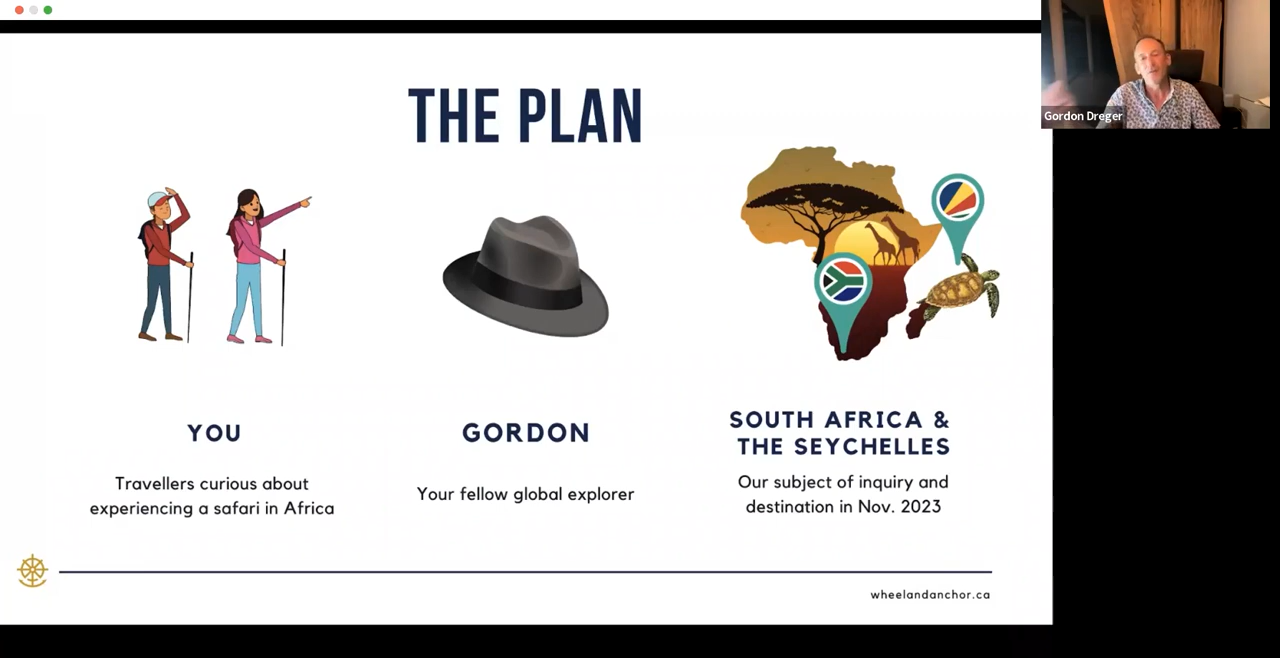 THE PLAN
Gordon Dreger
YOU
Travellers curious about
experiencing a safari in Africa
GORDON
Your fellow global explorer
SOUTH AFRICA &
THE SEYCHELLES
Our subject of inquiry and
destination in Nov. 2023
wheelandanchor.ca